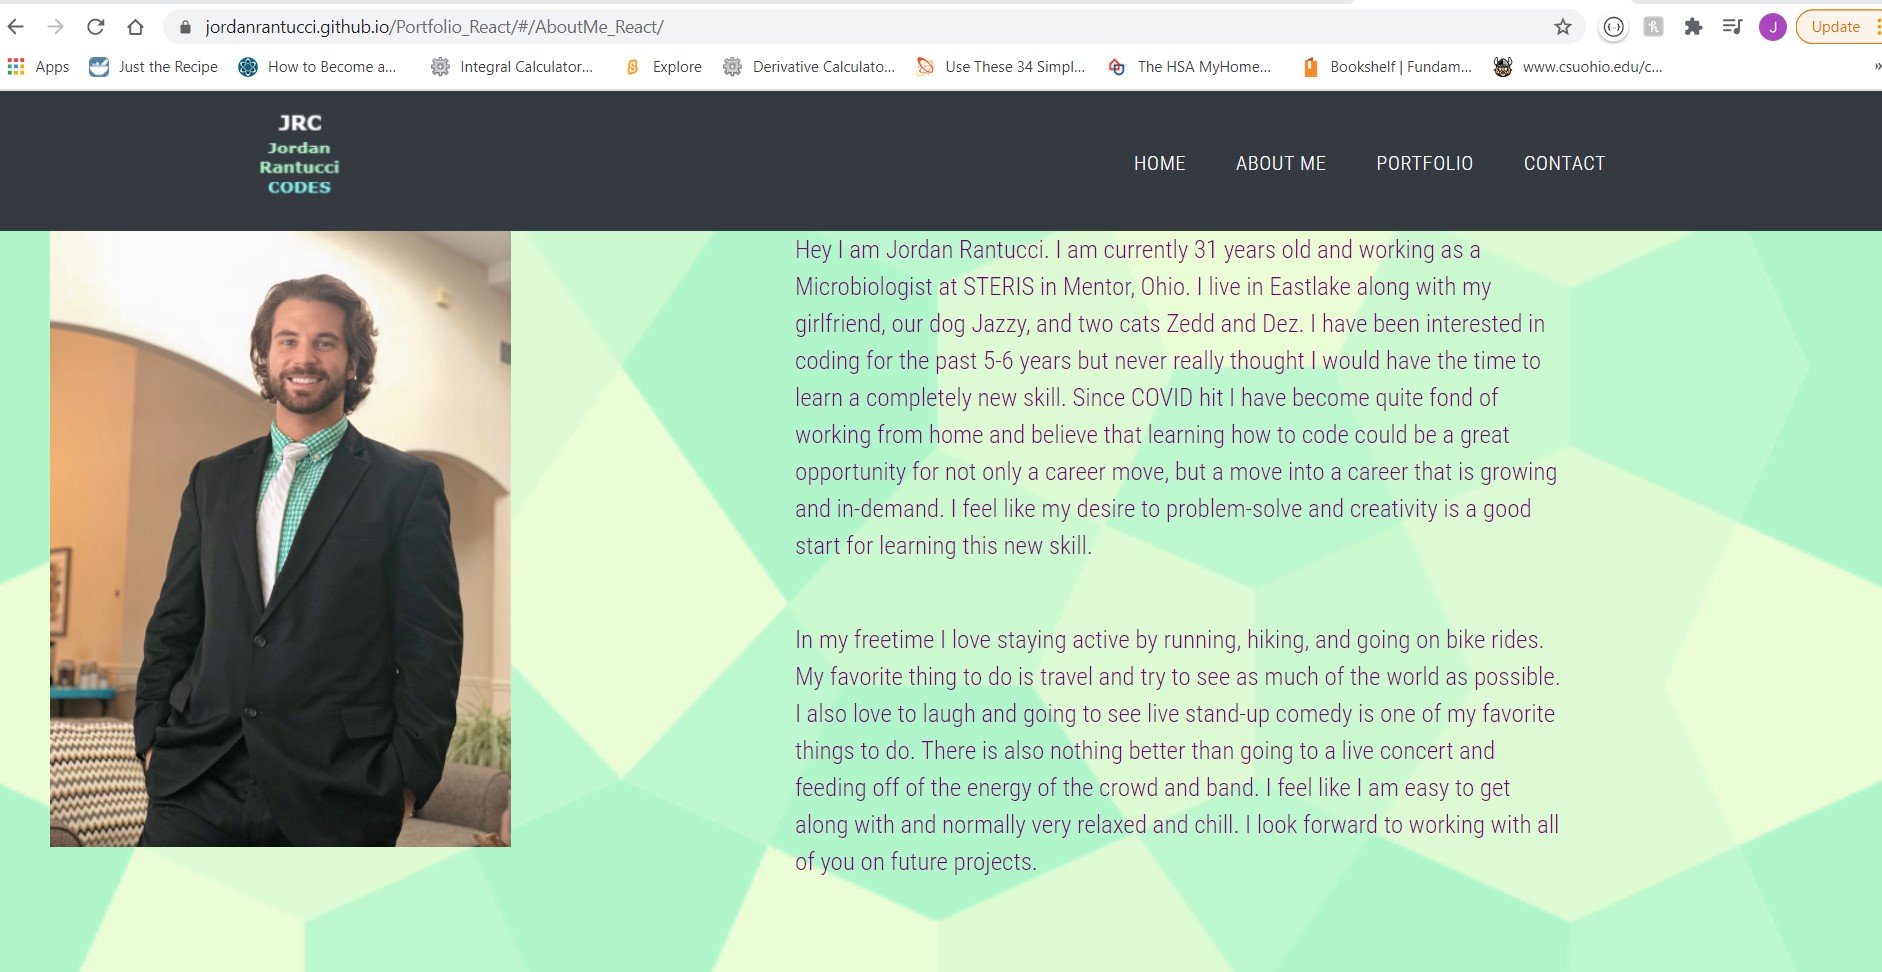 jordanrantucci.github.io/Portfolio_React/#/AboutMe_React/
J
Update
Apps
Just the Recipe
How to Become a...
Integral Calculator...
Explore
Derivative Calculato...
Use These 34 Simpl...
The HSA MyHome...
Bookshelf | Fundam...
www.csuohio.edu/c...
»
JRC
Jordan
Rantucci
CODES
HOME
ABOUT ME
PORTFOLIO
CONTACT
Hey I am Jordan Rantucci. I am currently 31 years old and working as a
Microbiologist at STERIS in Mentor, Ohio. I live in Eastlake along with my
girlfriend, our dog Jazzy, and two cats Zedd and Dez. I have been interested in
coding for the past 5-6 years but never really thought I would have the time to
learn a completely new skill. Since COVID hit I have become quite fond of
working from home and believe that learning how to code could be a great
opportunity for not only a career move, but a move into a career that is growing
and in-demand. I feel like my desire to problem-solve and creativity is a good
start for learning this new skill.
In my freetime I love staying active by running, hiking, and going on bike rides.
My favorite thing to do is travel and try to see as much of the world as possible.
I also love to laugh and going to see live stand-up comedy is one of my favorite
things to do. There is also nothing better than going to a live concert and
feeding off of the energy of the crowd and band. I feel like I am easy to get
along with and normally very relaxed and chill. I look forward to working with all
of you on future projects.